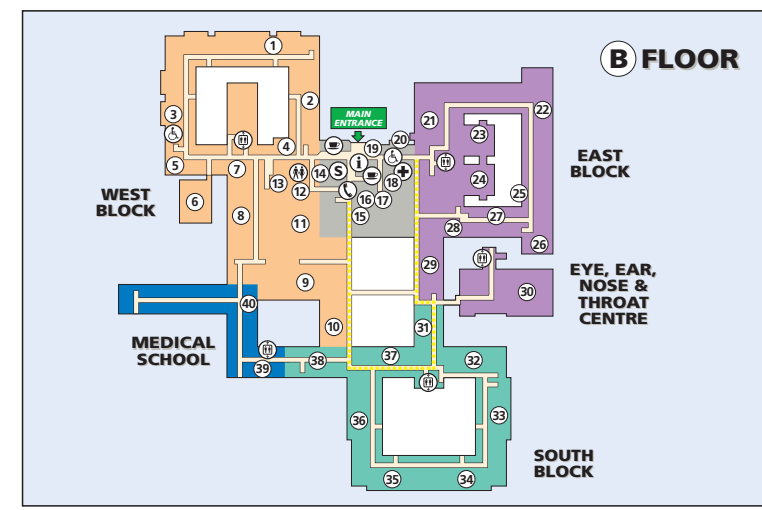 B FLOOR
1
2
MAIN
ENTRANCE
3
4
5
6
7
8
9
10
11
12
13
14
S
i
15
16
17
18
19
20
21
22
23
24
25
26
27
28
29
30
31
32
33
34
35
36
37
38
39
40
WEST
BLOCK
EAST
BLOCK
EYE, EAR,
NOSE &
THROAT
CENTRE
MEDICAL
SCHOOL
SOUTH
BLOCK